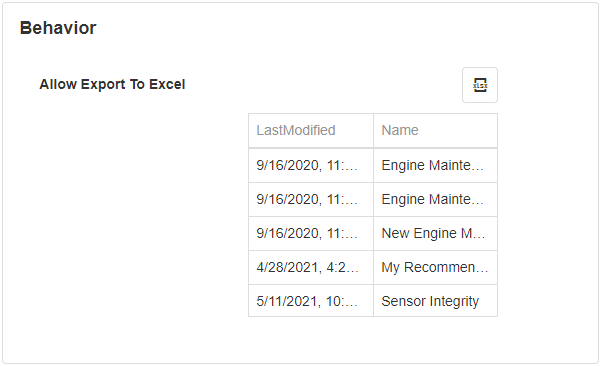 Behavior
Allow Export To Excel
XLSX
LastModified Name
9/16/2020, 11:... Engine Mainte...
9/16/2020, 11:... Engine Mainte...
9/16/2020, 11:... New Engine M...
4/28/2021, 4:2... My Recommen...
5/11/2021, 10:... Sensor Integrity